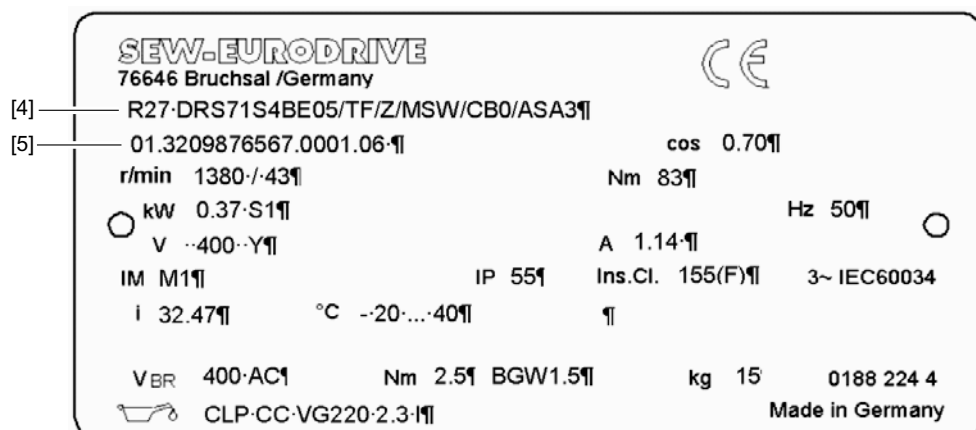 SEW-EURODRIVE
76646 Bruchsal /Germany
CE
[4] R27·DRS71S4BE05/TF/Z/MSW/CB0/ASA3¶
[5] 01.3209876567.0001.06·¶ cos 0.70¶
r/min 1380·/·43¶ Nm 83¶
kW 0.37·S1¶ Hz 50¶
V ··400··Y¶ A 1.14·¶
IM M1¶ IP 55¶ Ins.Cl. 155(F)¶ 3~ IEC60034
i 32.47¶ °C -·20·...·40¶ ¶
VBR 400·AC¶ Nm 2.5¶ BGW1.5¶ kg 15 0188 224 4
CLP·CC·VG220·2.3·l¶ Made in Germany